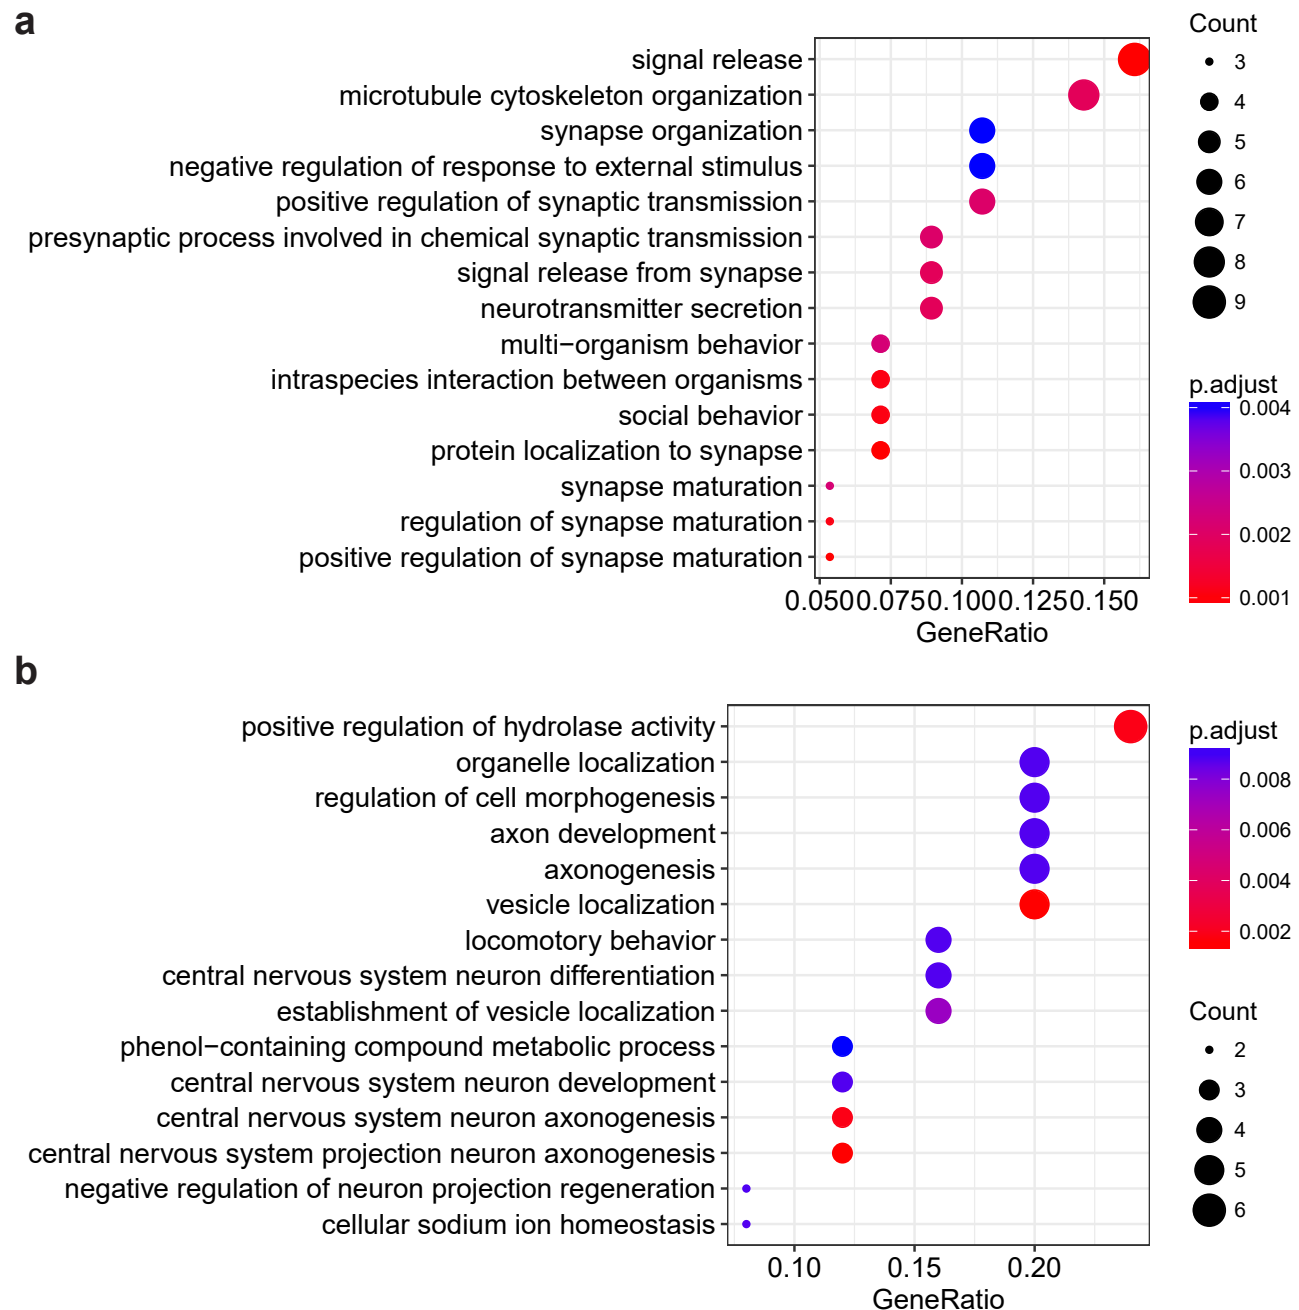 a
signal release
microtubule cytoskeleton organization
synapse organization
negative regulation of response to external stimulus
positive regulation of synaptic transmission
presynaptic process involved in chemical synaptic transmission
signal release from synapse
neurotransmitter secretion
multi−organism behavior
intraspecies interaction between organisms
social behavior
protein localization to synapse
synapse maturation
regulation of synapse maturation
positive regulation of synapse maturation
0.050 0.075 0.100 0.125 0.150
GeneRatio
Count
3
4
5
6
7
8
9
p.adjust
0.004
0.003
0.002
0.001
b
positive regulation of hydrolase activity
organelle localization
regulation of cell morphogenesis
axon development
axonogenesis
vesicle localization
locomotory behavior
central nervous system neuron differentiation
establishment of vesicle localization
phenol−containing compound metabolic process
central nervous system neuron development
central nervous system neuron axonogenesis
central nervous system projection neuron axonogenesis
negative regulation of neuron projection regeneration
cellular sodium ion homeostasis
0.10 0.15 0.20
GeneRatio
p.adjust
0.008
0.006
0.004
0.002
Count
2
3
4
5
6